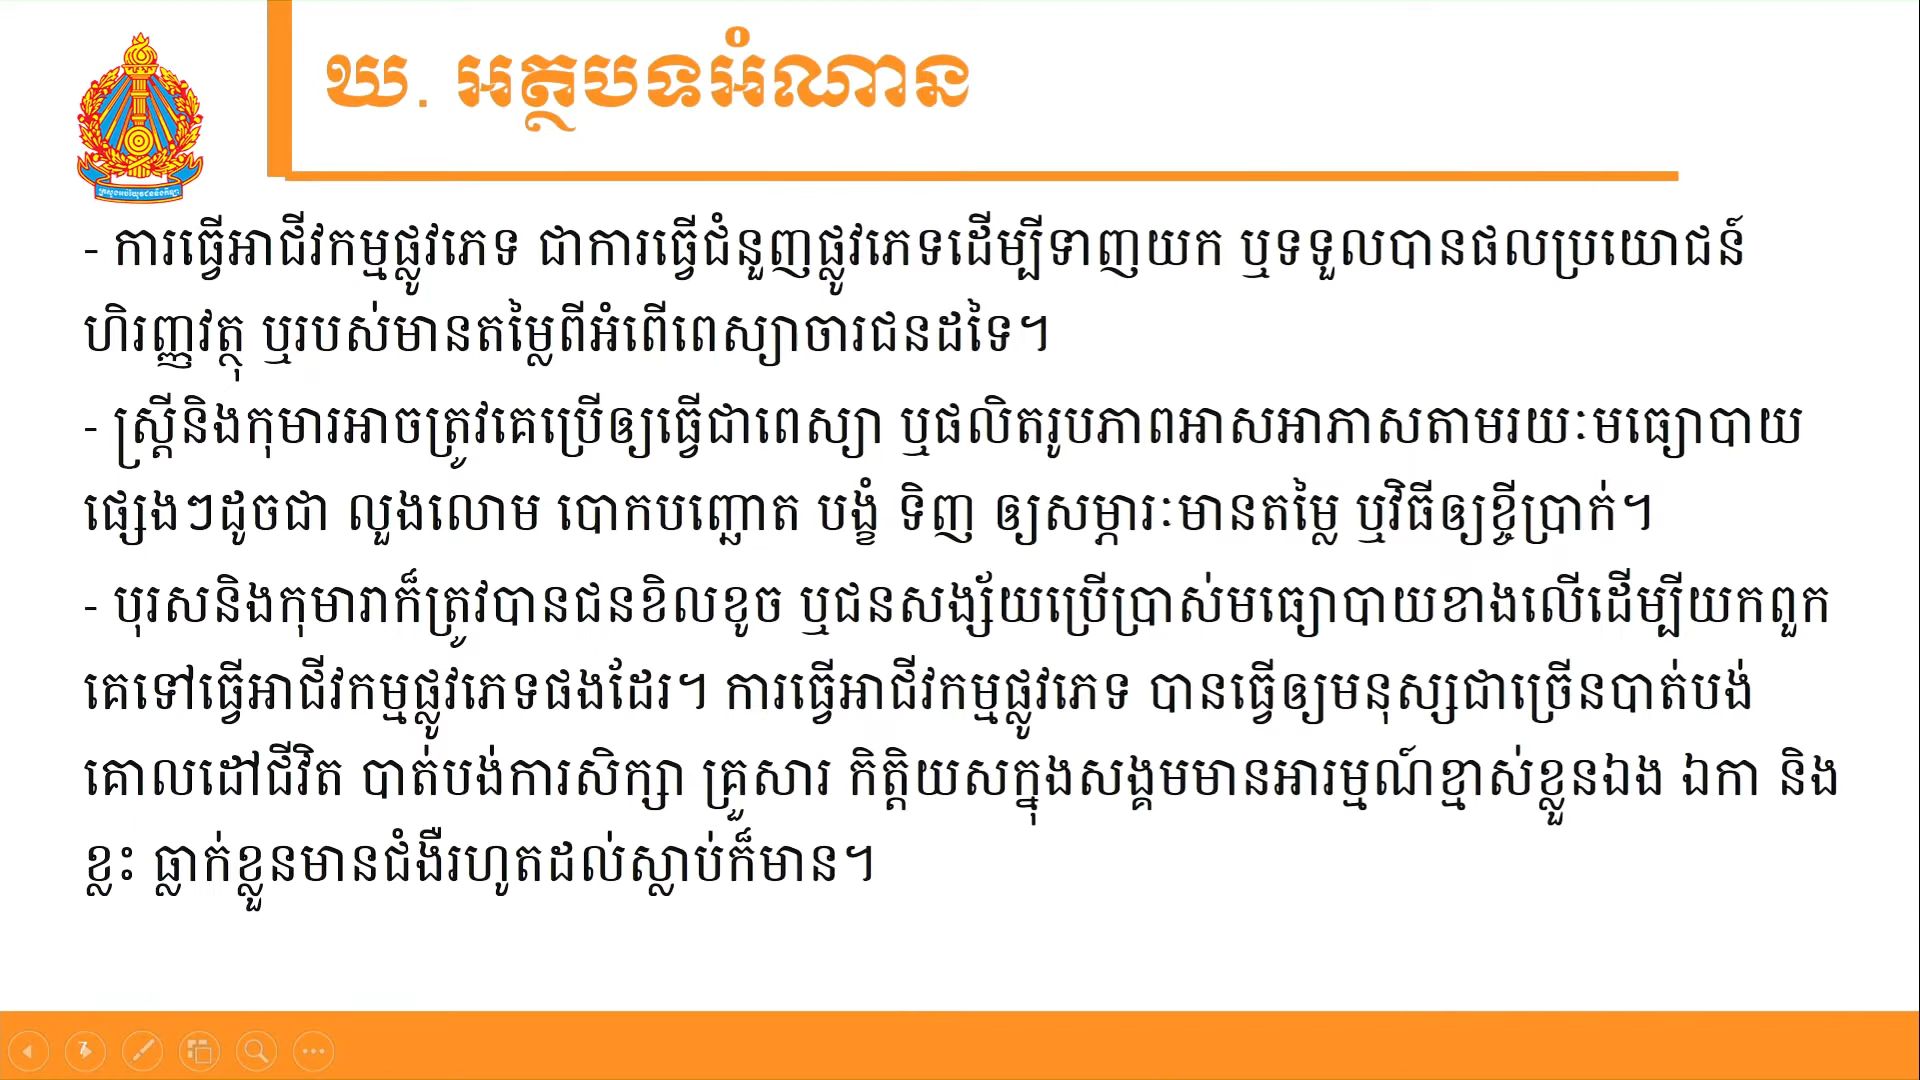 ឃ. អត្ថបទអំណាន
ក្រសួងអប់រំយុវជននិងកីឡា
- ការធ្វើអាជីវកម្មផ្លូវភេទ ជាការធ្វើជំនួញផ្លូវភេទដើម្បីទាញយក ឬទទួលបានផលប្រយោជន៍
ហិរញ្ញវត្ថុ ឬរបស់មានតម្លៃពីអំពើពេស្យាចារជនដទៃ។
- ស្ត្រីនិងកុមារអាចត្រូវគេប្រើឲ្យធ្វើជាពេស្យា ឬផលិតរូបភាពអាសអាភាសតាមរយៈមធ្យោបាយ
ផ្សេងៗដូចជា លួងលោម បោកបញ្ឆោត បង្ខំ ទិញ ឲ្យសម្ភារៈមានតម្លៃ ឬវិធីឲ្យខ្ចីប្រាក់។
- បុរសនិងកុមារាក៏ត្រូវបានជនខិលខូច ឬជនសង្ស័យប្រើប្រាស់មធ្យោបាយខាងលើដើម្បីយកពួក
គេទៅធ្វើអាជីវកម្មផ្លូវភេទផងដែរ។ ការធ្វើអាជីវកម្មផ្លូវភេទ បានធ្វើឲ្យមនុស្សជាច្រើនបាត់បង់
គោលដៅជីវិត បាត់បង់ការសិក្សា គ្រួសារ កិត្តិយសក្នុងសង្គមមានអារម្មណ៍ខ្មាស់ខ្លួនឯង ឯកា និង
ខ្លះ ធ្លាក់ខ្លួនមានជំងឺរហូតដល់ស្លាប់ក៏មាន។
7